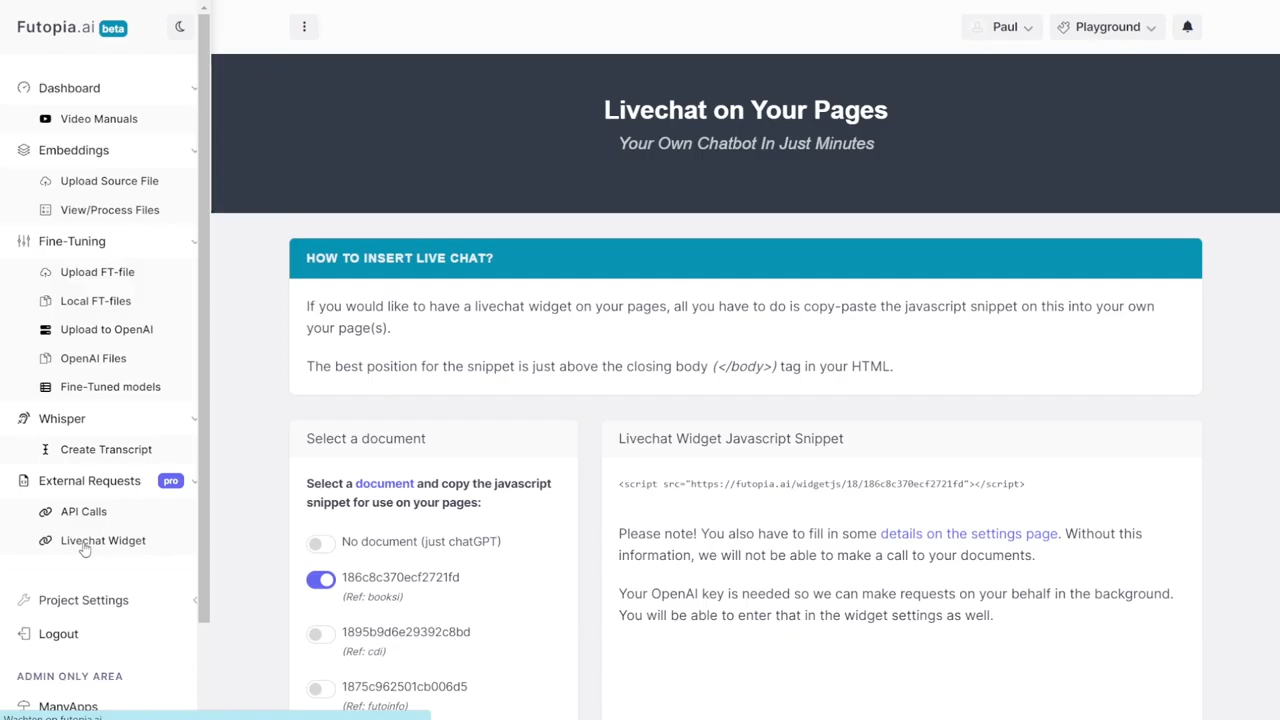 Futopia.ai beta
Paul
Playground
Dashboard
Video Manuals
Embeddings
Upload Source File
View/Process Files
Fine-Tuning
Upload FT-file
Local FT-files
Upload to OpenAI
OpenAI Files
Fine-Tuned models
Whisper
Create Transcript
External Requests pro
API Calls
Livechat Widget
Project Settings
Logout
ADMIN ONLY AREA
ManyApps
Wachten op futopia.ai
Livechat on Your Pages
Your Own Chatbot In Just Minutes
HOW TO INSERT LIVE CHAT?
If you would like to have a livechat widget on your pages, all you have to do is copy-paste the javascript snippet on this into your own
your page(s).
The best position for the snippet is just above the closing body (</body>) tag in your HTML.
Select a document
Select a document and copy the javascript
snippet for use on your pages:
No document (just chatGPT)
186c8c370ecf2721fd
(Ref: booksi)
1895b9d6e29392c8bd
(Ref: cdi)
1875c962501cb006d5
(Ref: futoinfo)
Livechat Widget Javascript Snippet
<script src="https://futopia.ai/widgetjs/18/186c8c370ecf2721fd"></script>
Please note! You also have to fill in some details on the settings page. Without this
information, we will not be able to make a call to your documents.
Your OpenAI key is needed so we can make requests on your behalf in the background.
You will be able to enter that in the widget settings as well.